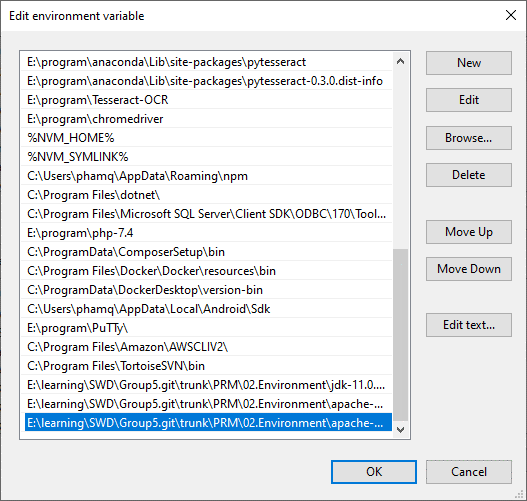 Edit environment variable
E:\program\anaconda\Lib\site-packages\pytesseract
E:\program\anaconda\Lib\site-packages\pytesseract-0.3.0.dist-info
E:\program\Tesseract-OCR
E:\program\chromedriver
%NVM_HOME%
%NVM_SYMLINK%
C:\Users\phamq\AppData\Roaming\npm
C:\Program Files\dotnet\
C:\Program Files\Microsoft SQL Server\Client SDK\ODBC\170\Tool...
E:\program\php-7.4
C:\ProgramData\ComposerSetup\bin
C:\Program Files\Docker\Docker\resources\bin
C:\ProgramData\DockerDesktop\version-bin
C:\Users\phamq\AppData\Local\Android\Sdk
E:\program\PuTTy\
C:\Program Files\Amazon\AWSCLIV2\
C:\Program Files\TortoiseSVN\bin
E:\learning\SWD\Group5.git\trunk\PRM\02.Environment\jdk-11.0....
E:\learning\SWD\Group5.git\trunk\PRM\02.Environment\apache-...
E:\learning\SWD\Group5.git\trunk\PRM\02.Environment\apache-...
New
Edit
Browse...
Delete
Move Up
Move Down
Edit text...
OK
Cancel